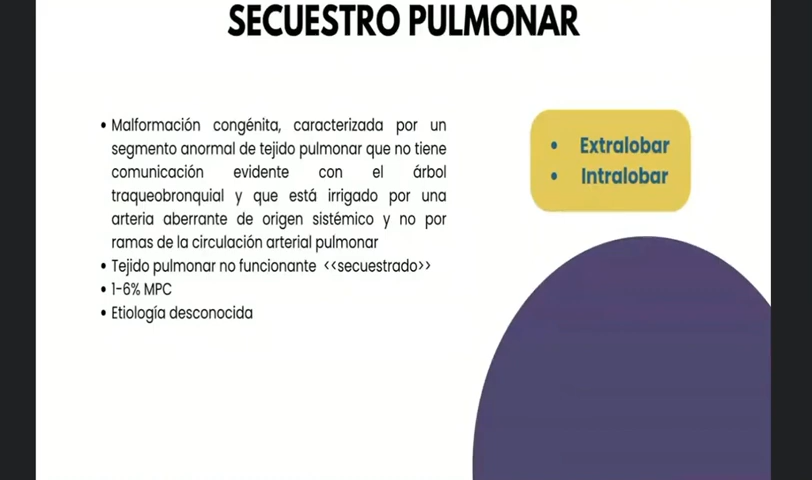 SECUESTRO PULMONAR
• Malformación congénita, caracterizada por un
segmento anormal de tejido pulmonar que no tiene
comunicación evidente con el árbol
traqueobronquial y que está irrigado por una
arteria aberrante de origen sistémico y no por
ramas de la circulación arterial pulmonar
• Tejido pulmonar no funcionante <<secuestrado>>
• 1-6% MPC
• Etiología desconocida
• Extralobar
• Intralobar